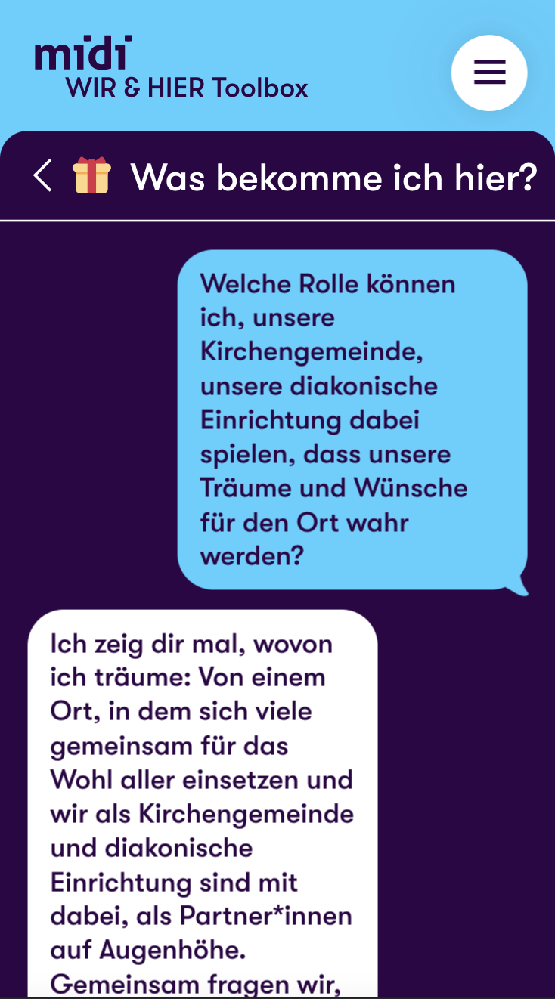 midi
WIR & HIER Toolbox
Was bekomme ich hier?
Welche Rolle können
ich, unsere
Kirchengemeinde,
unsere diakonische
Einrichtung dabei
spielen, dass unsere
Träume und Wünsche
für den Ort wahr
werden?
Ich zeig dir mal, wovon
ich träume: Von einem
Ort, in dem sich viele
gemeinsam für das
Wohl aller einsetzen und
wir als Kirchengemeinde
und diakonische
Einrichtung sind mit
dabei, als Partner*innen
auf Augenhöhe.
Gemeinsam fragen wir,